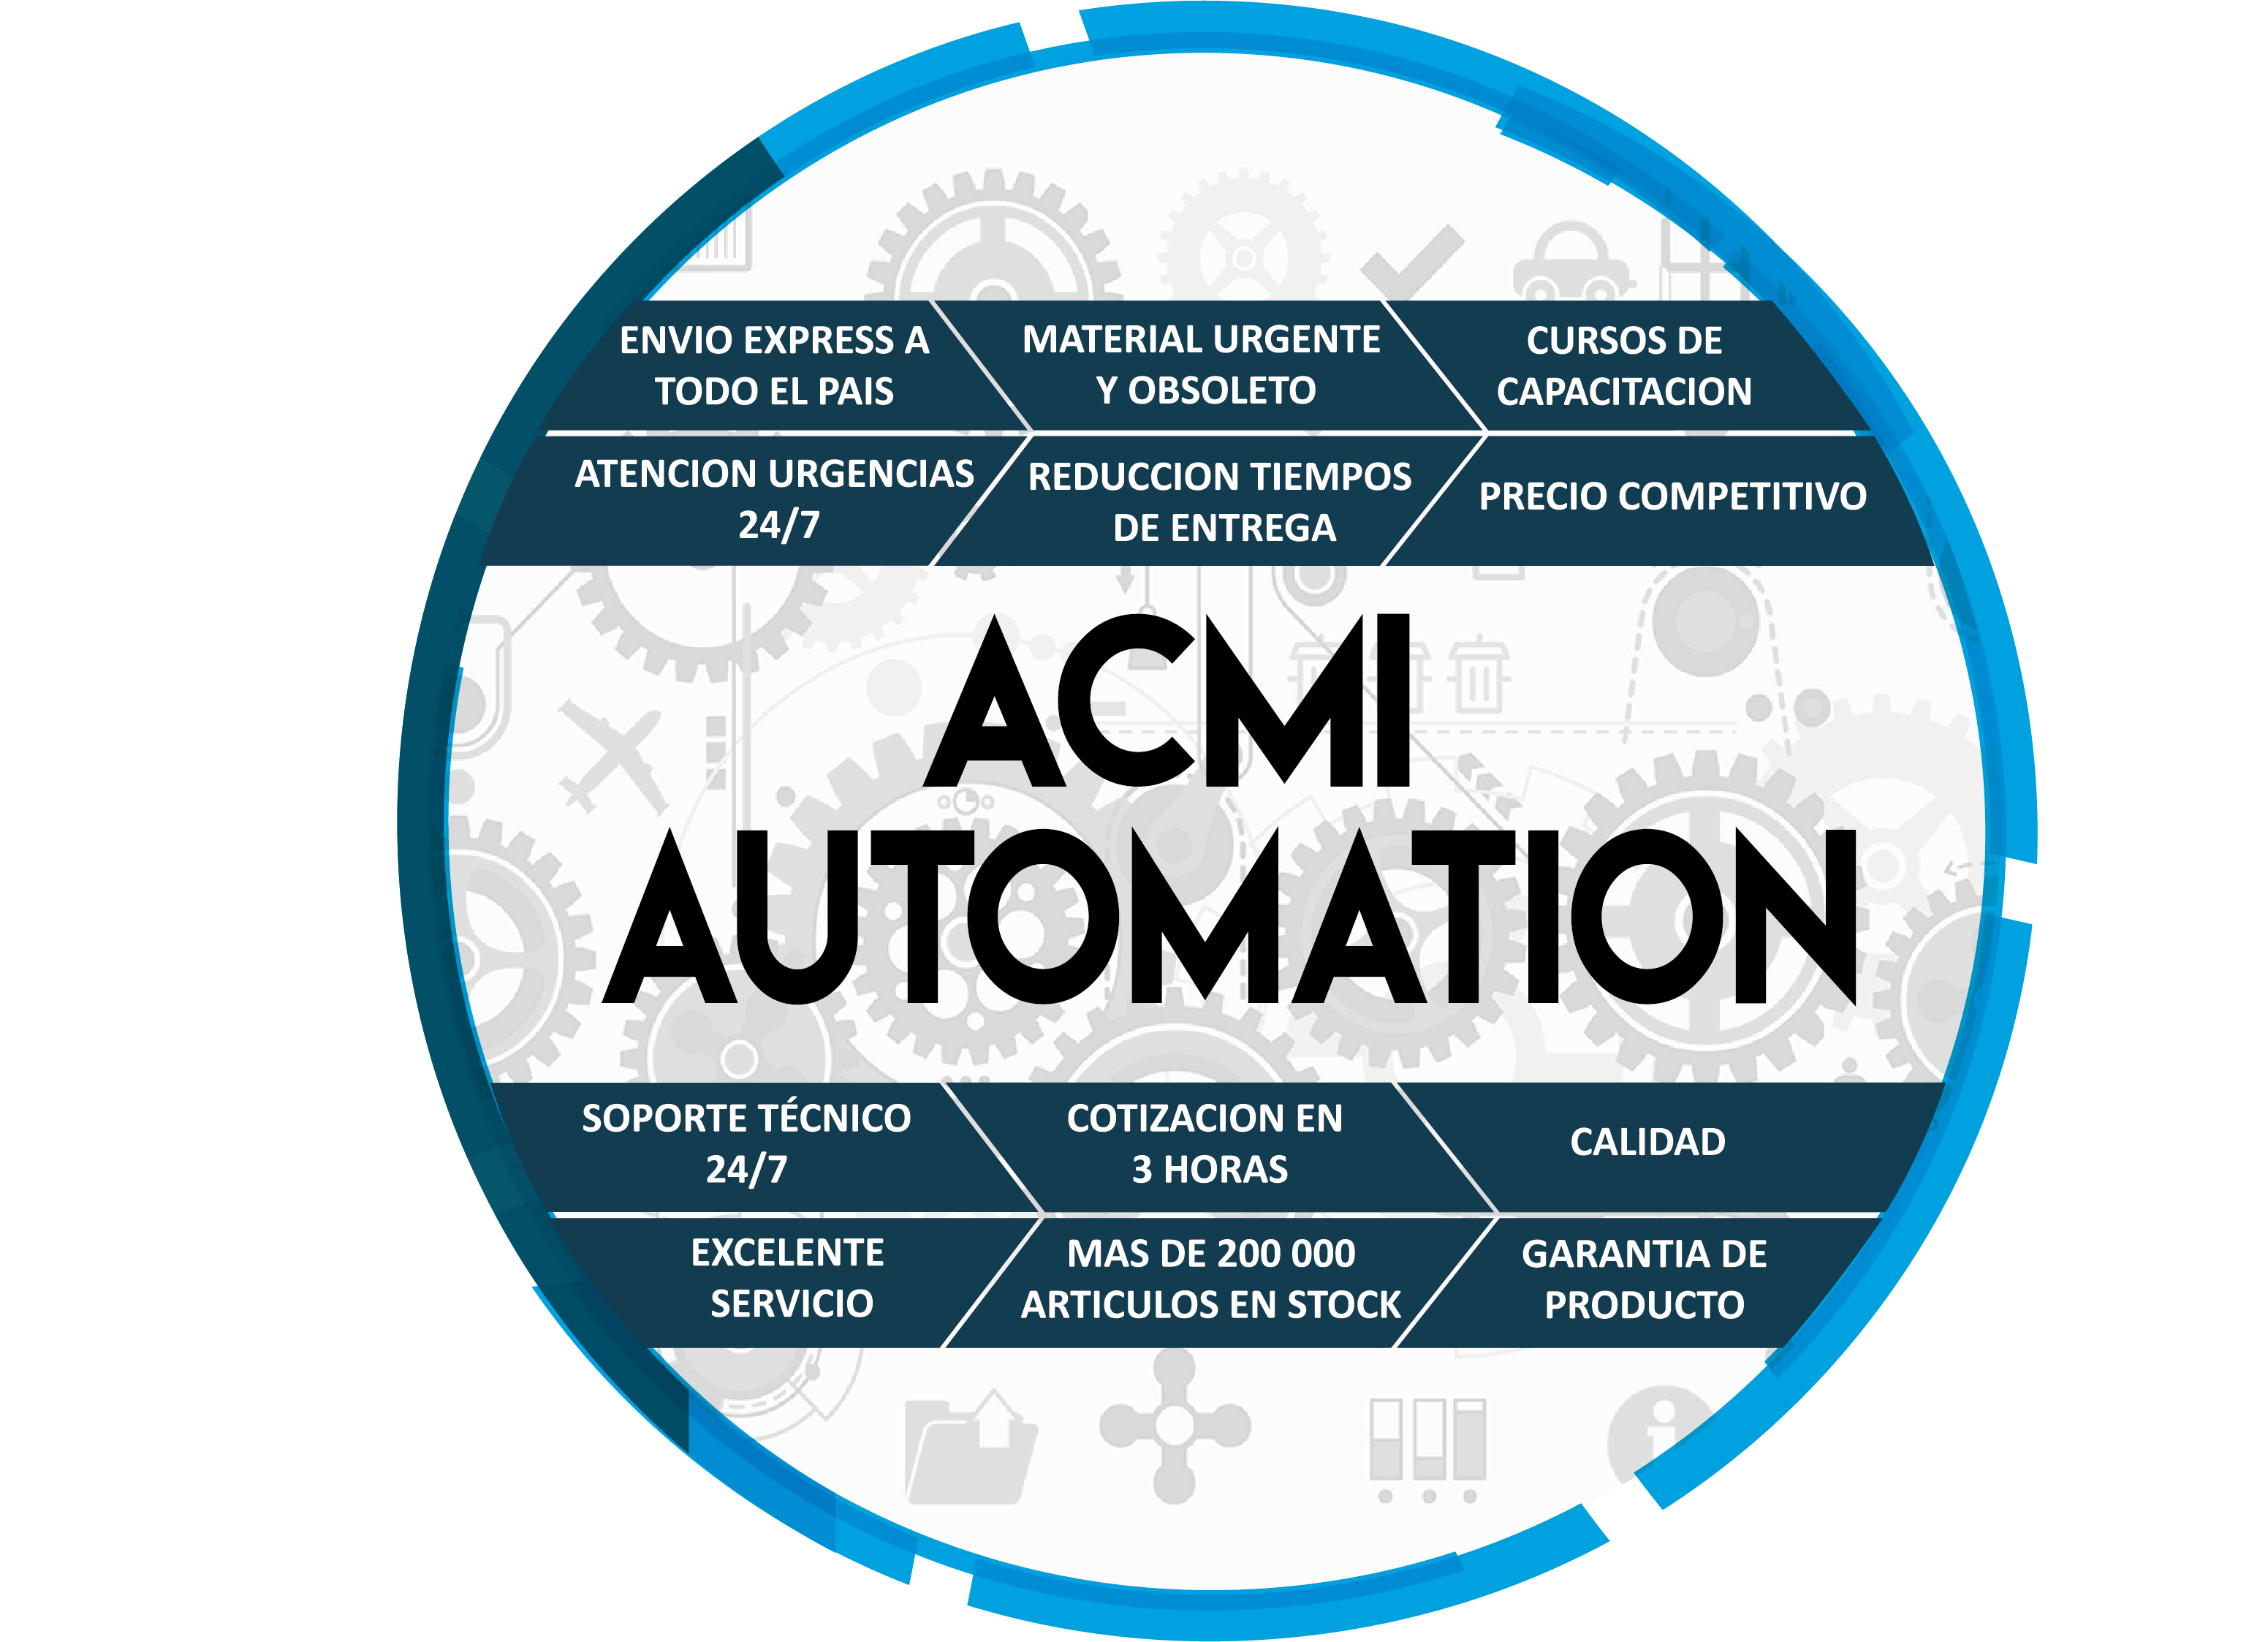 ENVIO EXPRESS A
TODO EL PAIS
MATERIAL URGENTE
Y OBSOLETO
CURSOS DE
CAPACITACION
ATENCION URGENCIAS
24/7
REDUCCION TIEMPOS
DE ENTREGA
PRECIO COMPETITIVO
ACMI
AUTOMATION
SOPORTE TÉCNICO
24/7
COTIZACION EN
3 HORAS
CALIDAD
EXCELENTE
SERVICIO
MAS DE 200 000
ARTICULOS EN STOCK
GARANTIA DE
PRODUCTO